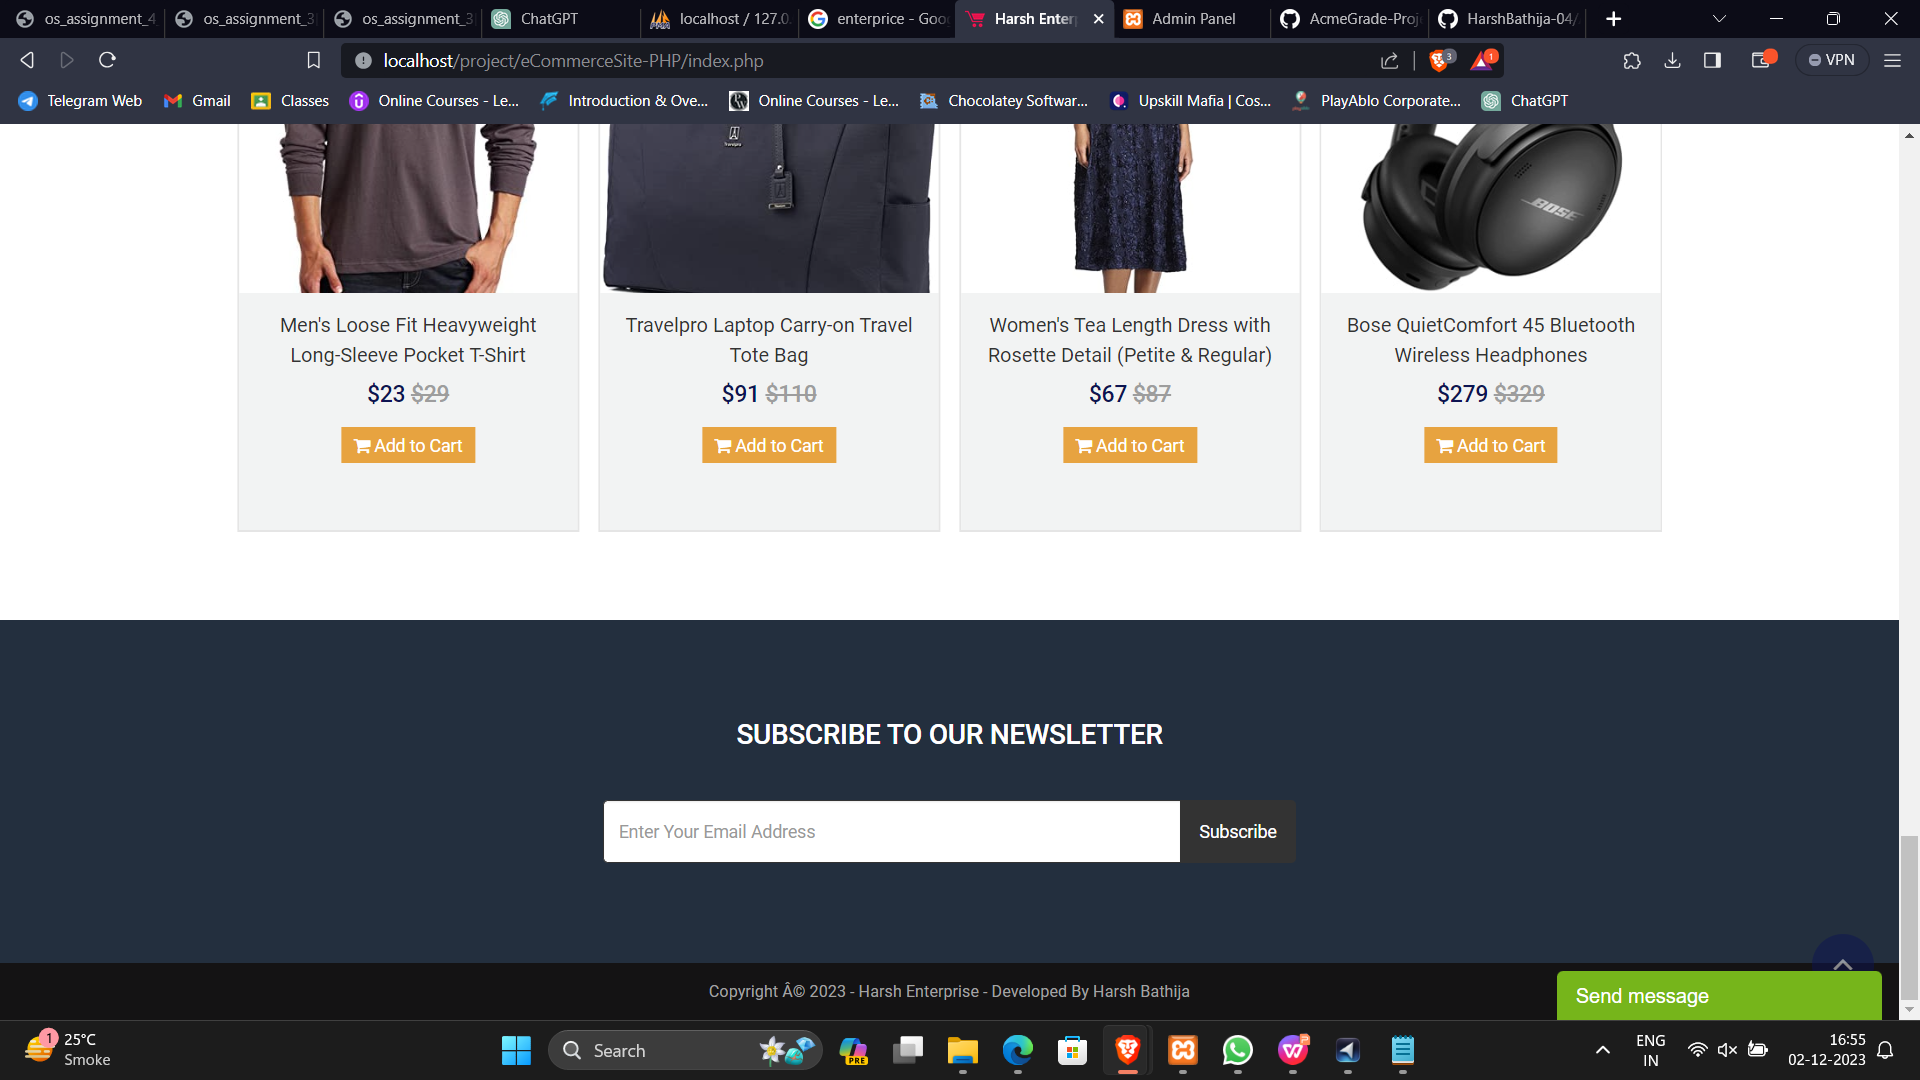 os_assignment_4
os_assignment_3
os_assignment_3
ChatGPT
localhost / 127.0.
enterprice - Goo
Harsh Enter
Admin Panel
AcmeGrade-Proj
HarshBathija-04/
localhost/project/eCommerceSite-PHP/index.php
3
1
VPN
Telegram Web
Gmail
Classes
Online Courses - Le...
Introduction & Ove...
Online Courses - Le...
Chocolatey Softwar...
Upskill Mafia | Cos...
PlayAblo Corporate...
ChatGPT
Travelpro
BOSE
Men's Loose Fit Heavyweight
Long-Sleeve Pocket T-Shirt
$23 $29
Add to Cart
Travelpro Laptop Carry-on Travel
Tote Bag
$91 $110
Add to Cart
Women's Tea Length Dress with
Rosette Detail (Petite & Regular)
$67 $87
Add to Cart
Bose QuietComfort 45 Bluetooth
Wireless Headphones
$279 $329
Add to Cart
SUBSCRIBE TO OUR NEWSLETTER
Enter Your Email Address
Subscribe
Copyright Â© 2023 - Harsh Enterprise - Developed By Harsh Bathija
Send message
1
25°C
Smoke
Search
PRE
ENG
IN
16:55
02-12-2023